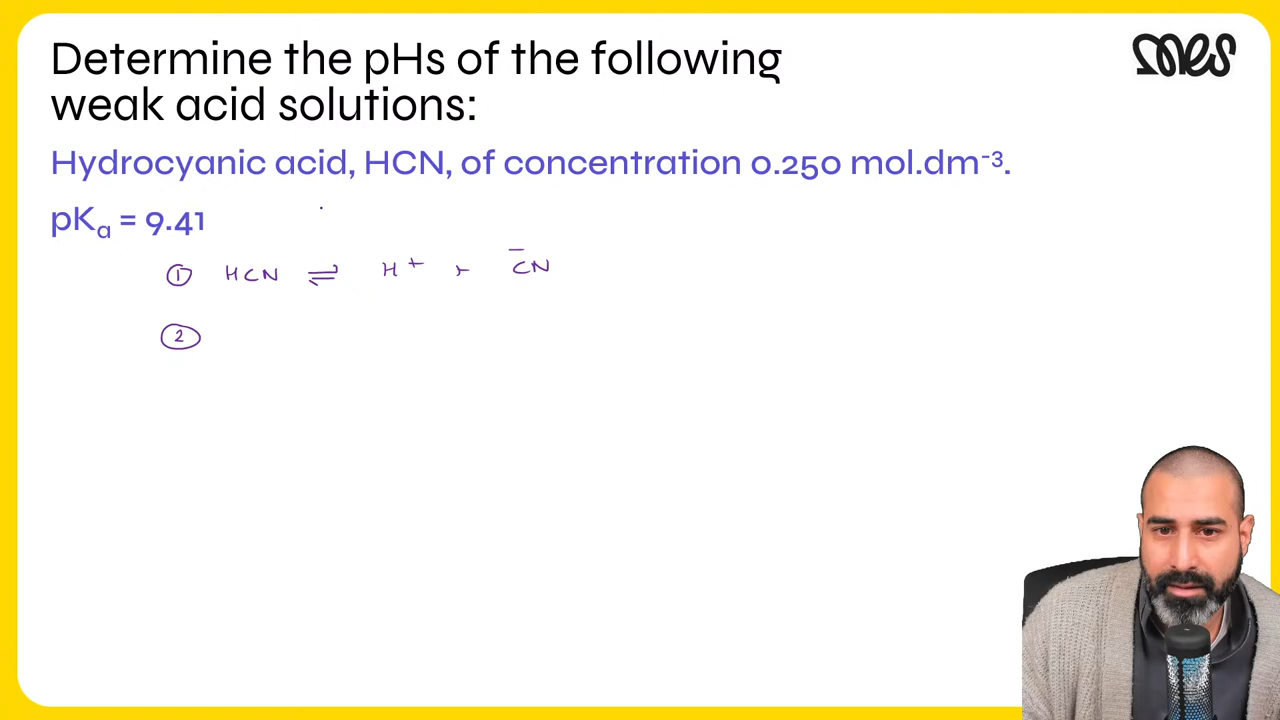 Determine the pHs of the following
weak acid solutions:
Hydrocyanic acid, HCN, of concentration 0.250 mol.dm⁻³.
pKₐ = 9.41
① HCN ⇌ H⁺ + ⁻CN
②